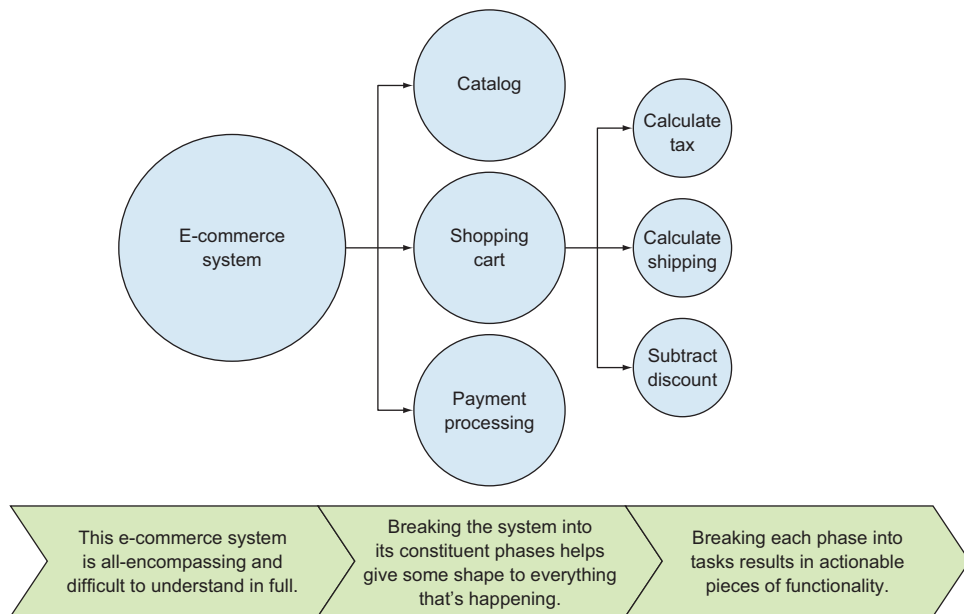 E-commerce
system
Catalog
Shopping
cart
Payment
processing
Calculate
tax
Calculate
shipping
Subtract
discount
This e-commerce system
is all-encompassing and
difficult to understand in full.
Breaking the system into
its constituent phases helps
give some shape to everything
that's happening.
Breaking each phase into
tasks results in actionable
pieces of functionality.